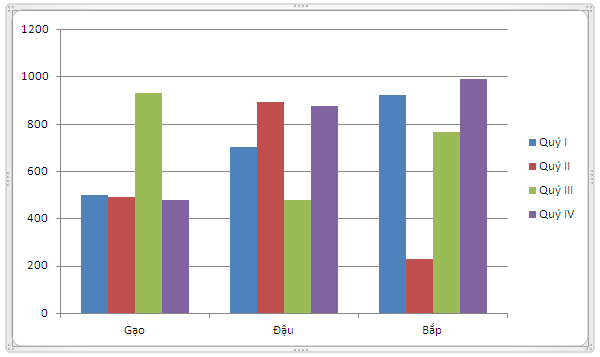 1200
1000
800
600
400
200
0
Gạo
Đậu
Bắp
Quý I
Quý II
Quý III
Quý IV